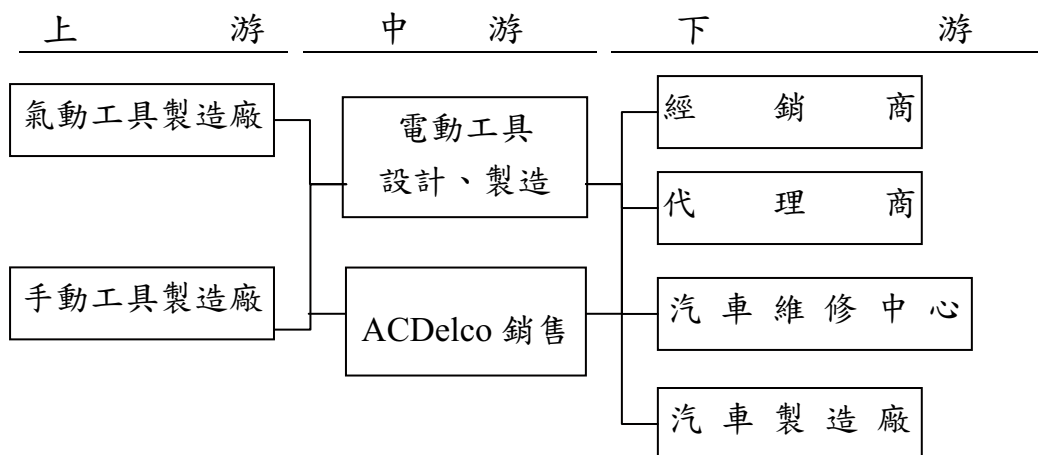 上 游 中 游 下 游
氣動工具製造廠
手動工具製造廠
電動工具
設計、製造
ACDelco 銷售
經銷商
代理商
汽車維修中心
汽車製造廠